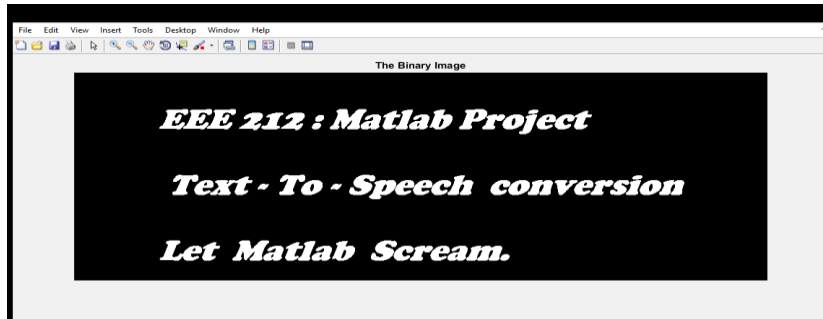 File Edit View Insert Tools Desktop Window Help
The Binary Image
EEE 212 : Matlab Project
Text - To - Speech conversion
Let Matlab Scream.